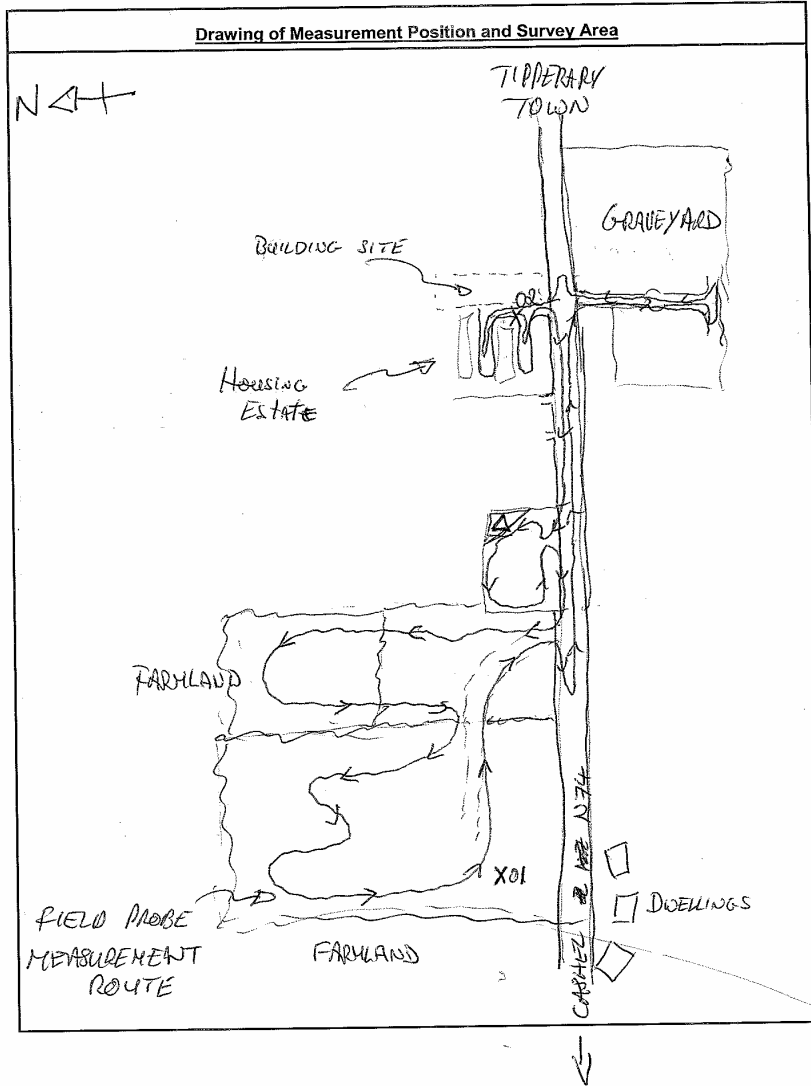 Drawing of Measurement Position and Survey Area
TIPPERARY
TOWN
N
GRAVEYARD
BUILDING SITE
X02
HOUSING
ESTATE
FARMLAND
X01
CASHEL N74
DWELLINGS
FIELD PROBE
MEASUREMENT
ROUTE
FARMLAND